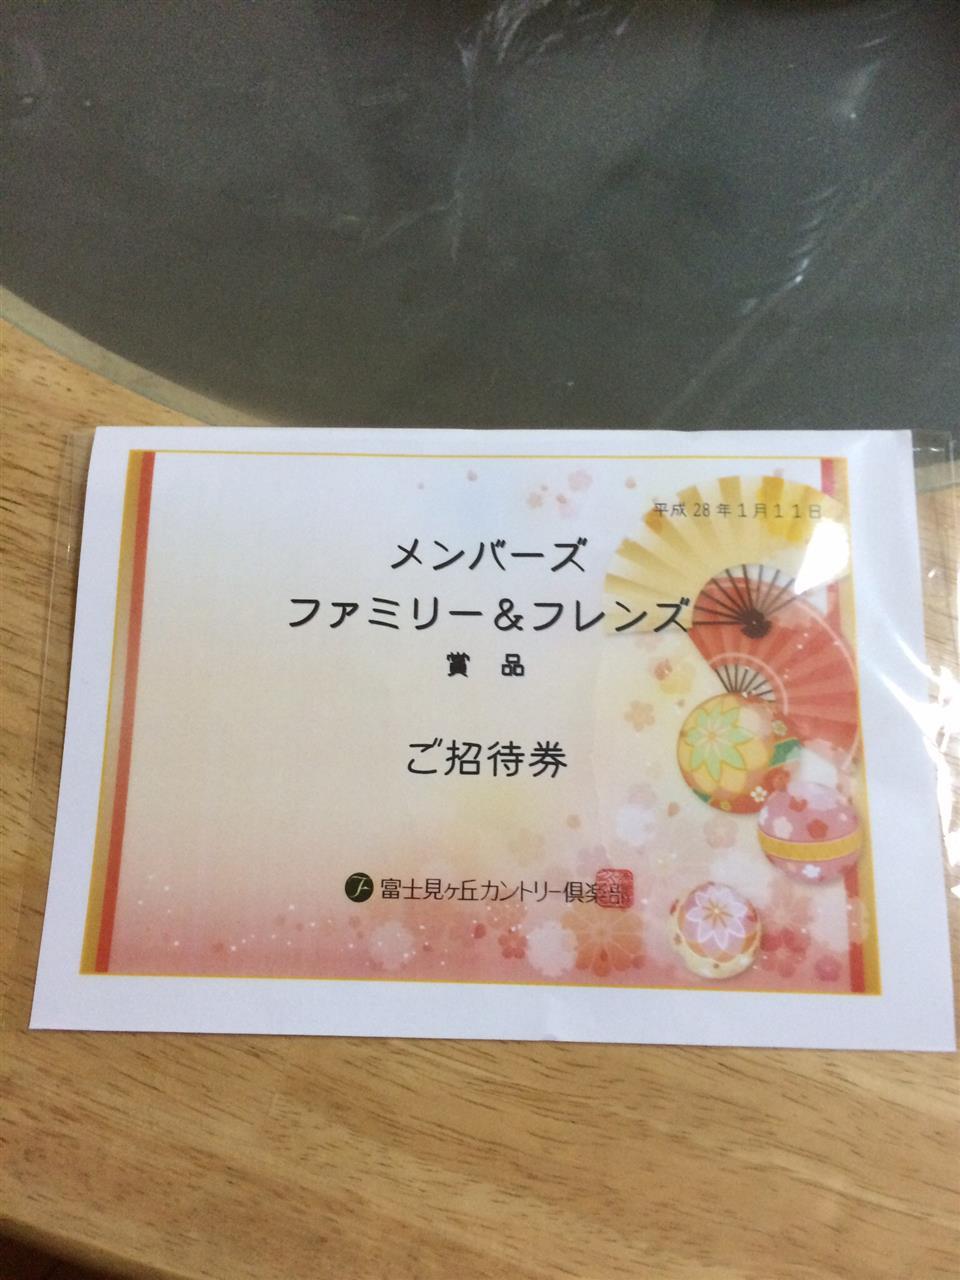 平成 28 年 1 月 1 1 日
メンバーズ
ファミリー＆フレンズ
賞 品
ご招待券
富士見ヶ丘カントリー倶楽部